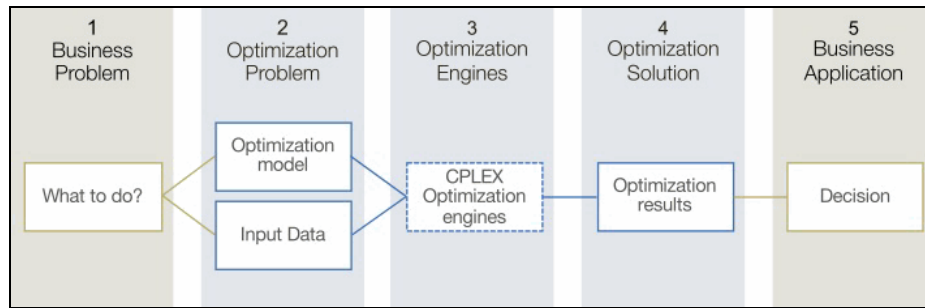 1
Business
Problem
2
Optimization
Problem
3
Optimization
Engines
4
Optimization
Solution
5
Business
Application
What to do?
Optimization
model
Input Data
CPLEX
Optimization
engines
Optimization
results
Decision